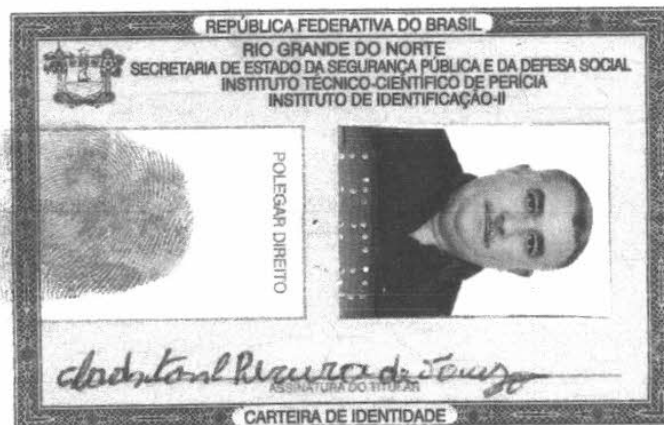 REPÚBLICA FEDERATIVA DO BRASIL
RIO GRANDE DO NORTE
SECRETARIA DE ESTADO DA SEGURANÇA PÚBLICA E DA DEFESA SOCIAL
INSTITUTO TÉCNICO-CIENTÍFICO DE PERÍCIA
INSTITUTO DE IDENTIFICAÇÃO-II
POLEGAR DIREITO
ASSINATURA DO TITULAR
CARTEIRA DE IDENTIDADE